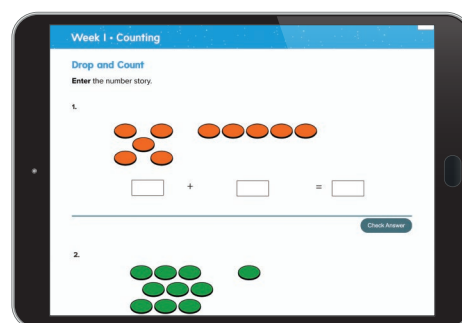 Week 1 • Counting
Drop and Count
Enter the number story.
1.
+ =
Check Answer
2.